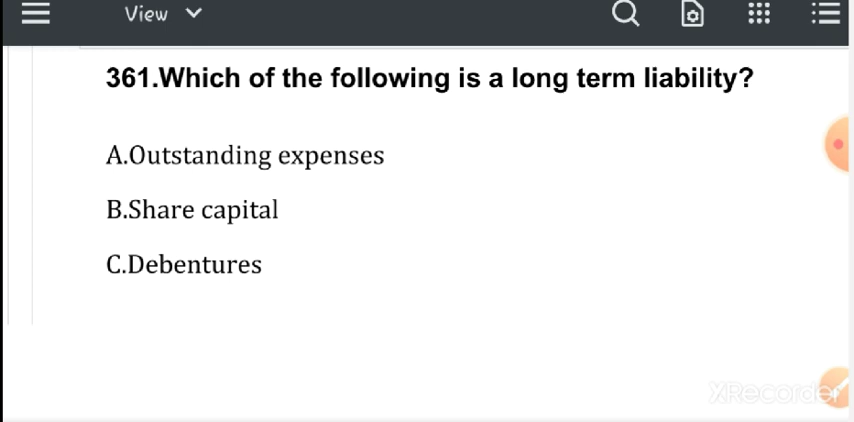 View
361.Which of the following is a long term liability?
A.Outstanding expenses
B.Share capital
C.Debentures
XRecorder